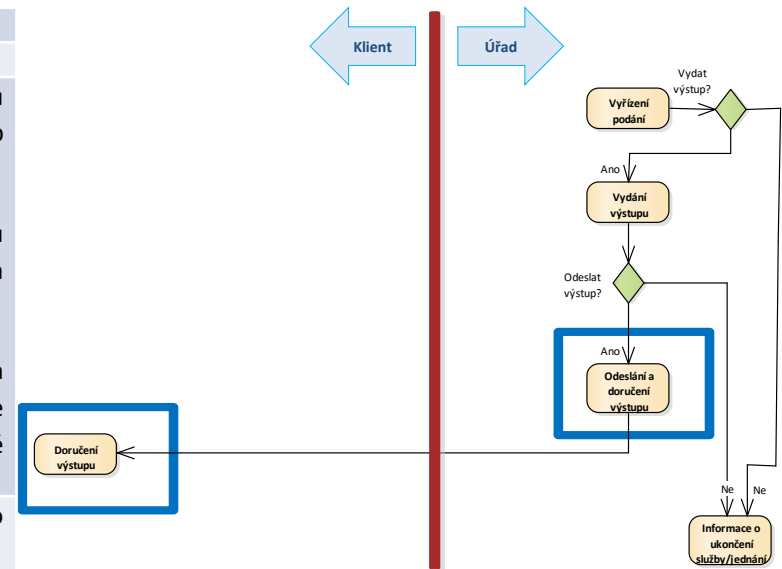 Klient
Úřad
Vydat
výstup?
Vyřízení
podání
Ano
Vydání
výstupu
Odeslat
výstup?
Ano
Odeslání a
doručení
výstupu
Doručení
výstupu
Ne
Ne
Informace o
ukončení
služby/jednání